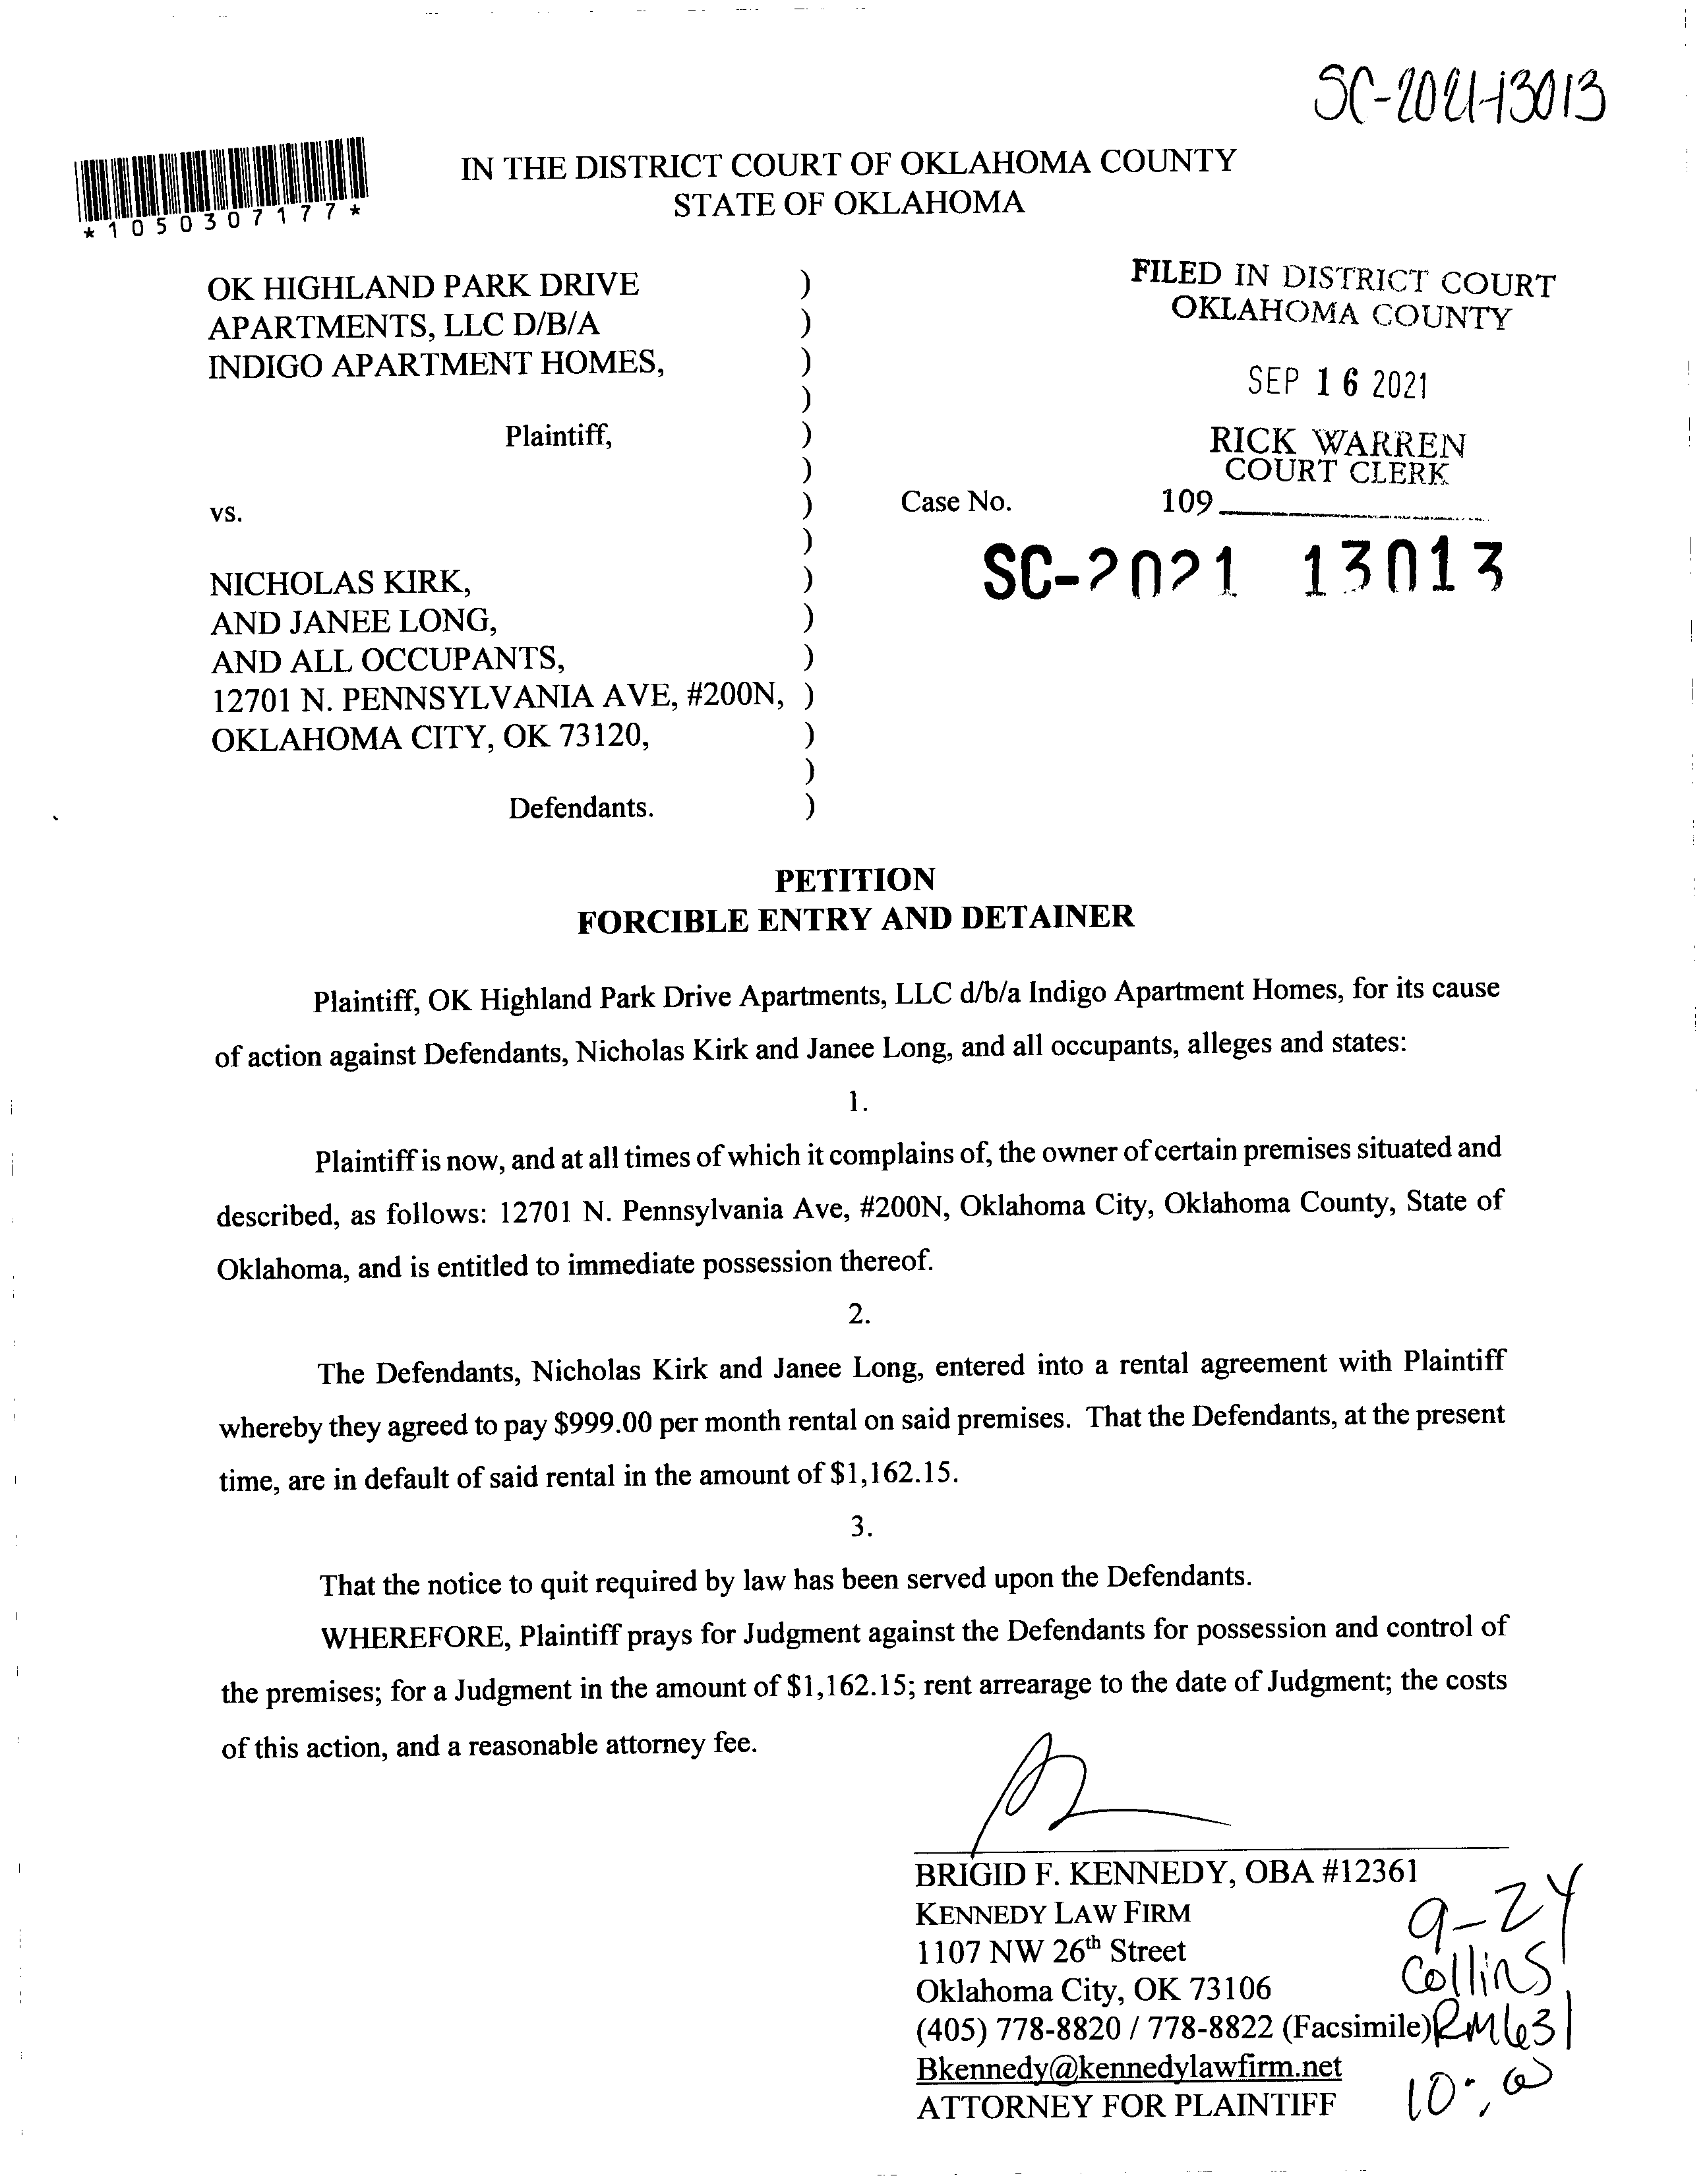 SC-2021-13013
*1050307177*
IN THE DISTRICT COURT OF OKLAHOMA COUNTY
STATE OF OKLAHOMA
OK HIGHLAND PARK DRIVE )
APARTMENTS, LLC D/B/A )
INDIGO APARTMENT HOMES, )
)
Plaintiff, )
)
vs. )
)
NICHOLAS KIRK, )
AND JANEE LONG, )
AND ALL OCCUPANTS, )
12701 N. PENNSYLVANIA AVE, #200N, )
OKLAHOMA CITY, OK 73120, )
)
Defendants. )
FILED IN DISTRICT COURT
OKLAHOMA COUNTY
SEP 16 2021
RICK WARREN
COURT CLERK
109
Case No.
SC-2021 13013
PETITION
FORCIBLE ENTRY AND DETAINER
Plaintiff, OK Highland Park Drive Apartments, LLC d/b/a Indigo Apartment Homes, for its cause
of action against Defendants, Nicholas Kirk and Janee Long, and all occupants, alleges and states:
1.
Plaintiff is now, and at all times of which it complains of, the owner of certain premises situated and
described, as follows: 12701 N. Pennsylvania Ave, #200N, Oklahoma City, Oklahoma County, State of
Oklahoma, and is entitled to immediate possession thereof.
2.
The Defendants, Nicholas Kirk and Janee Long, entered into a rental agreement with Plaintiff
whereby they agreed to pay $999.00 per month rental on said premises. That the Defendants, at the present
time, are in default of said rental in the amount of $1,162.15.
3.
That the notice to quit required by law has been served upon the Defendants.
WHEREFORE, Plaintiff prays for Judgment against the Defendants for possession and control of
the premises; for a Judgment in the amount of $1,162.15; rent arrearage to the date of Judgment; the costs
of this action, and a reasonable attorney fee.
BRIGID F. KENNEDY, OBA #12361
KENNEDY LAW FIRM
1107 NW 26th Street
Oklahoma City, OK 73106
(405) 778-8820 / 778-8822 (Facsimile)
Bkennedy@kennedylawfirm.net
ATTORNEY FOR PLAINTIFF
9-24
Collins
RM631
10:00